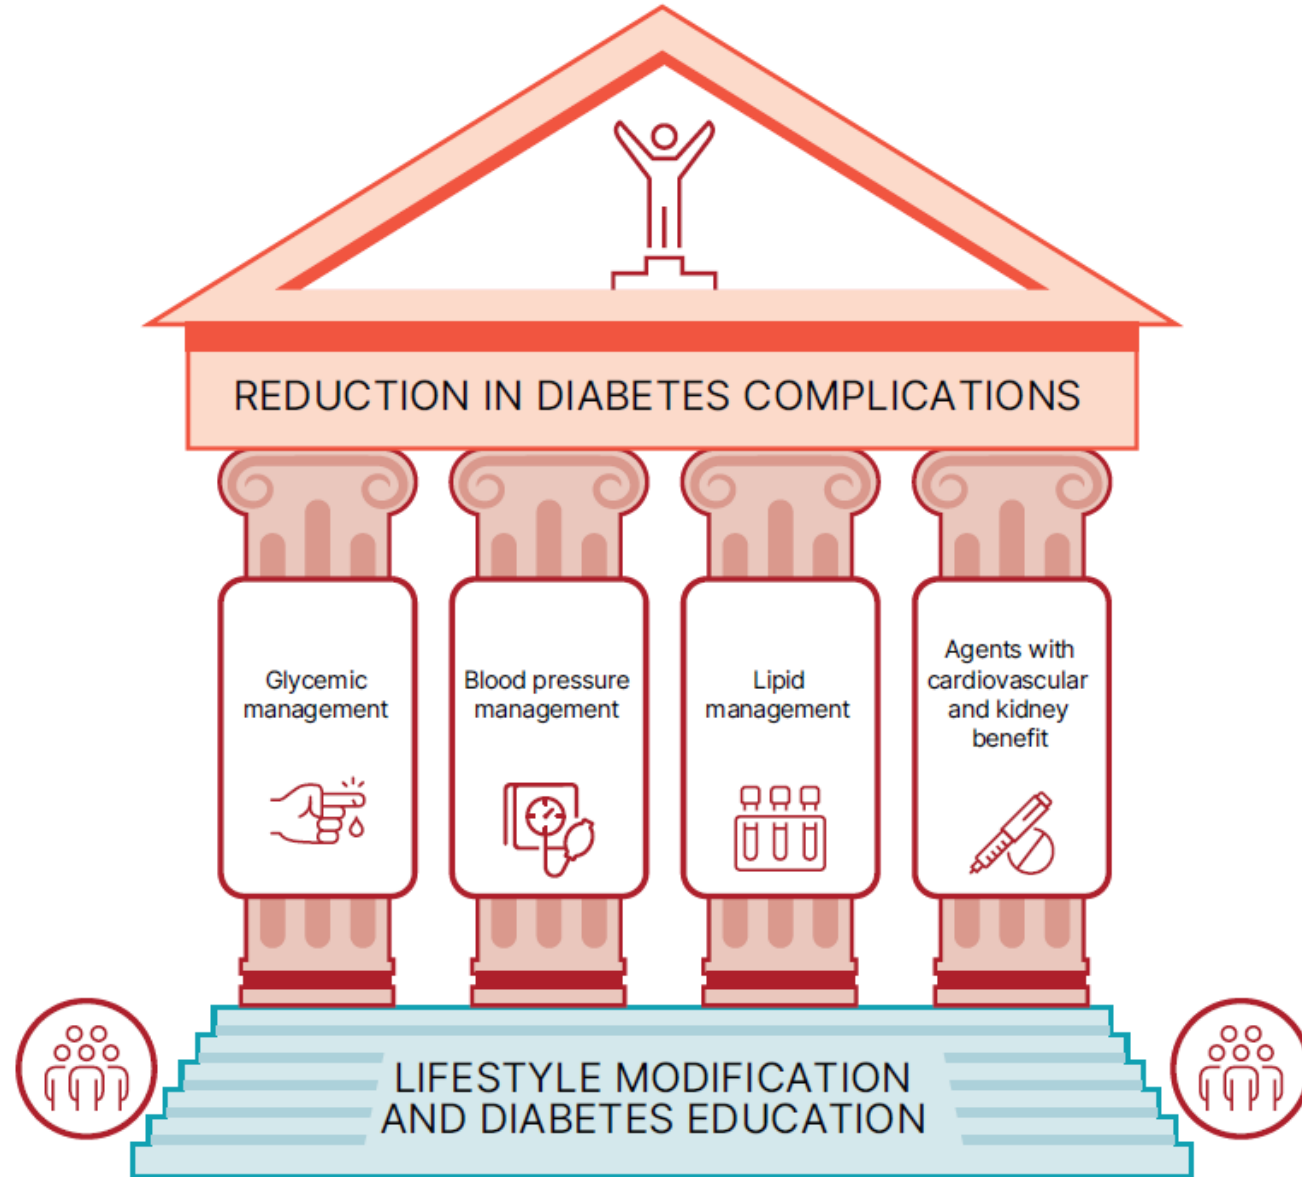 REDUCTION IN DIABETES COMPLICATIONS
Glycemic
management
Blood pressure
management
Lipid
management
Agents with
cardiovascular
and kidney
benefit
LIFESTYLE MODIFICATION
AND DIABETES EDUCATION